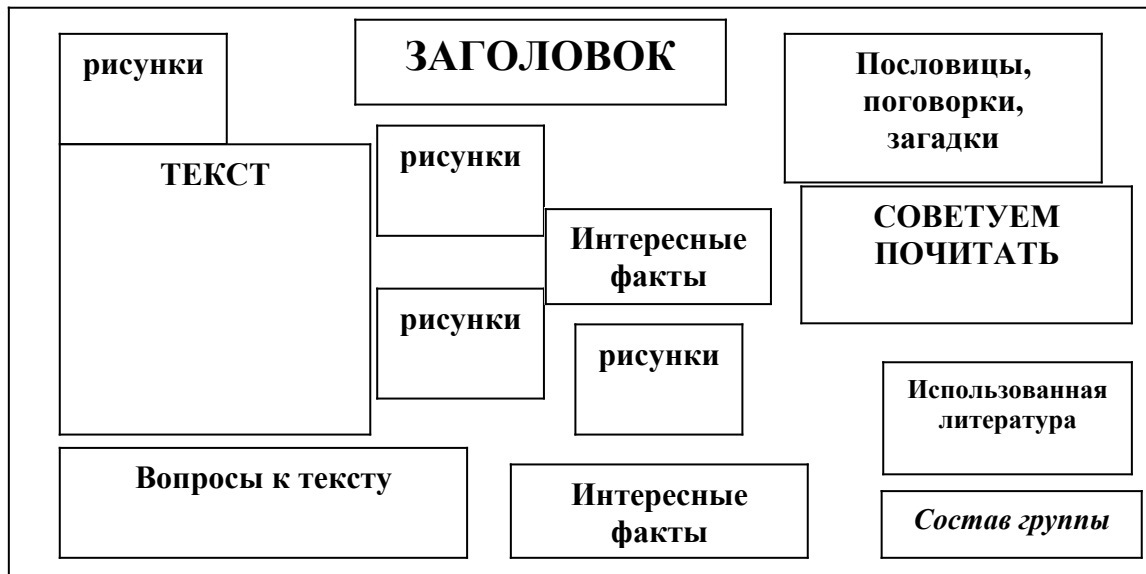 рисунки
ЗАГОЛОВОК
Пословицы,
поговорки,
загадки
ТЕКСТ
рисунки
СОВЕТУЕМ
ПОЧИТАТЬ
Интересные
факты
рисунки
рисунки
Использованная
литература
Вопросы к тексту
Интересные
факты
Состав группы